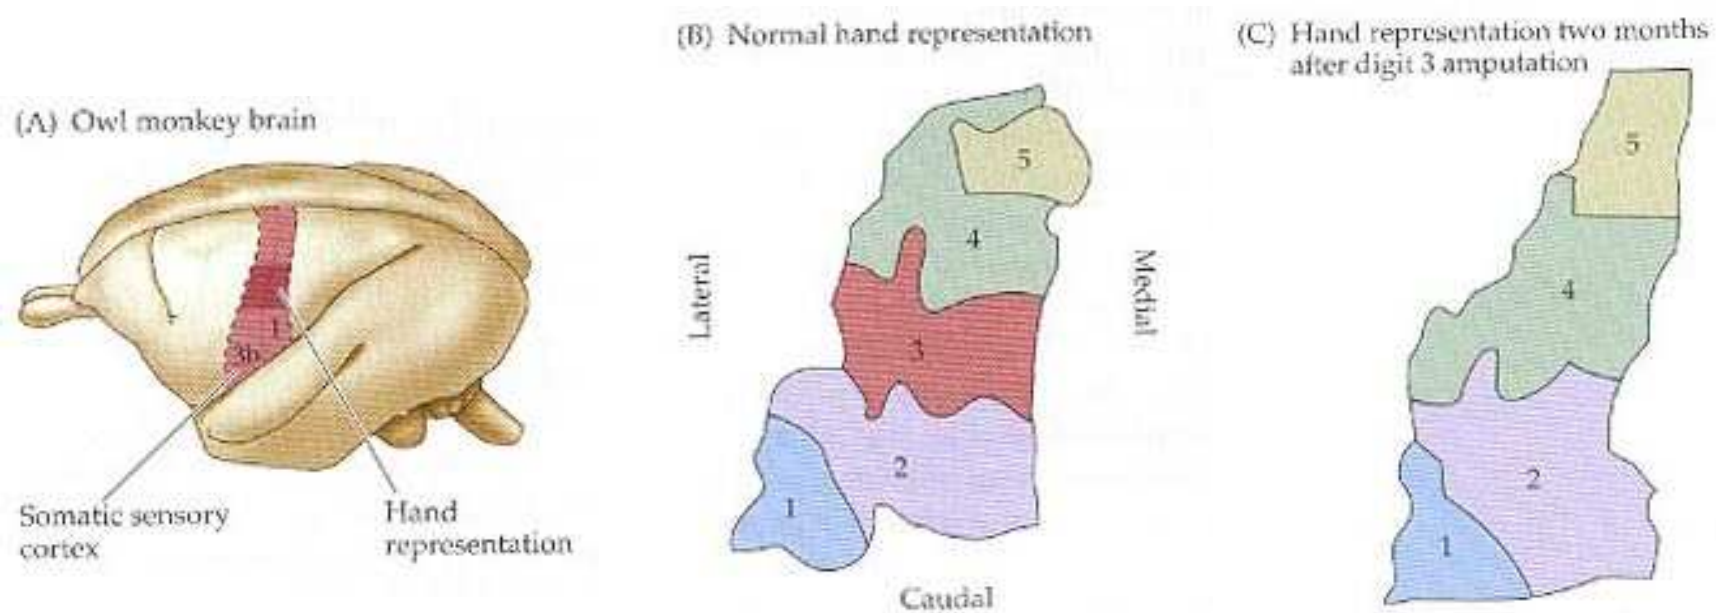 (A) Owl monkey brain
1
3b
Somatic sensory
cortex
Hand
representation
(B) Normal hand representation
5
4
3
2
1
Lateral
Medial
Caudal
(C) Hand representation two months
after digit 3 amputation
5
4
2
1